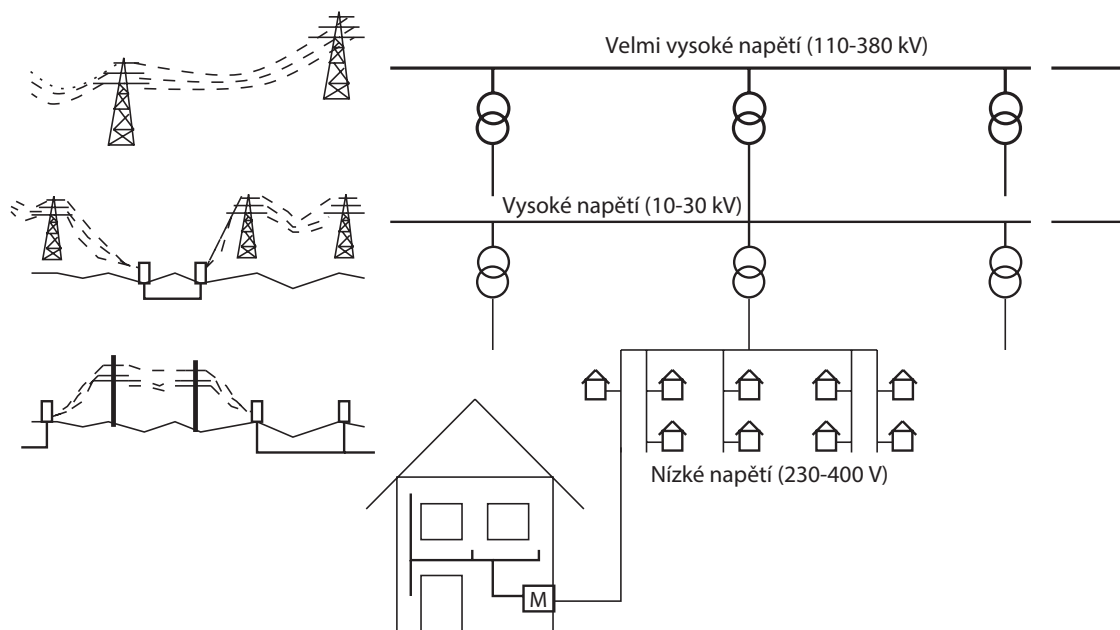 Velmi vysoké napětí (110-380 kV)
Vysoké napětí (10-30 kV)
Nízké napětí (230-400 V)
M